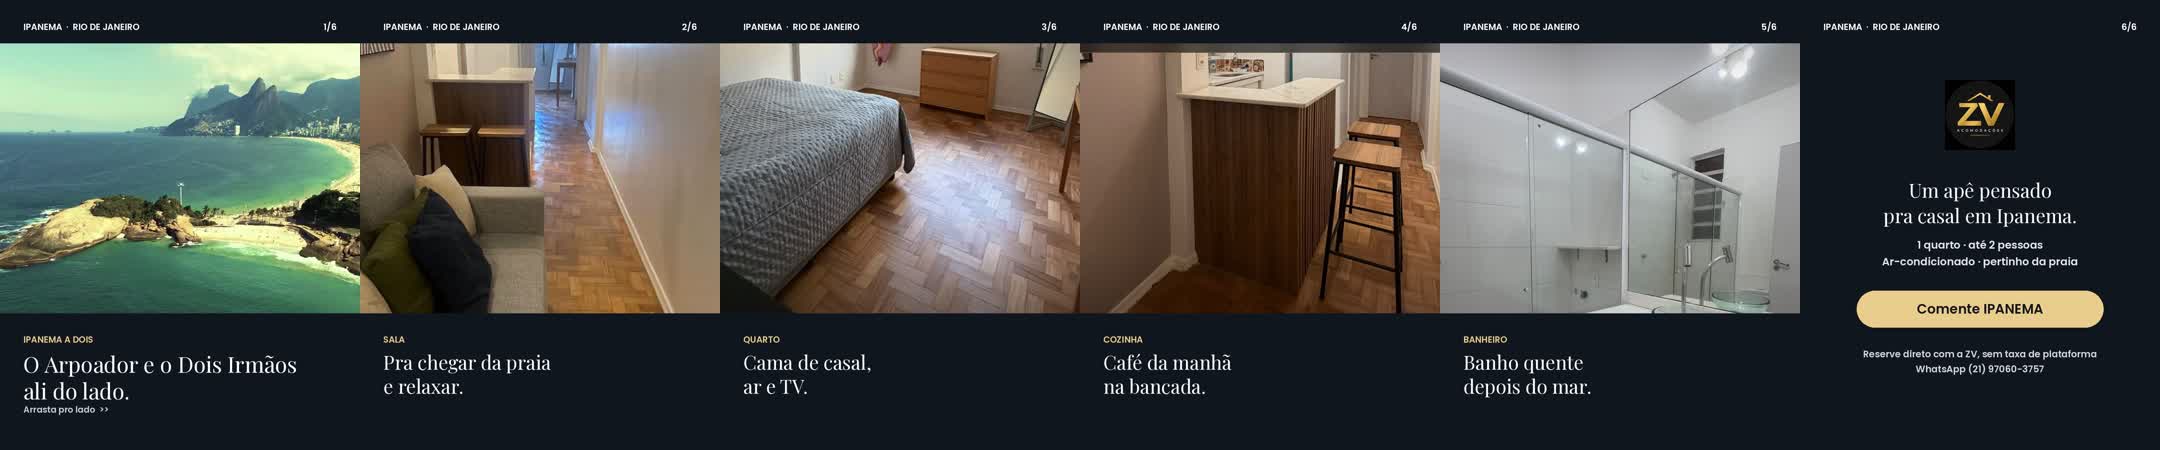 IPANEMA · RIO DE JANEIRO
1/6
IPANEMA A DOIS
O Arpoador e o Dois Irmãos
ali do lado.
Arrasta pro lado >>
IPANEMA · RIO DE JANEIRO
2/6
SALA
Pra chegar da praia
e relaxar.
IPANEMA · RIO DE JANEIRO
3/6
QUARTO
Cama de casal,
ar e TV.
IPANEMA · RIO DE JANEIRO
4/6
COZINHA
Café da manhã
na bancada.
IPANEMA · RIO DE JANEIRO
5/6
BANHEIRO
Banho quente
depois do mar.
IPANEMA · RIO DE JANEIRO
6/6
ZV
ACOMODAÇÕES
Um apê pensado
pra casal em Ipanema.
1 quarto · até 2 pessoas
Ar-condicionado · pertinho da praia
Comente IPANEMA
Reserve direto com a ZV, sem taxa de plataforma
WhatsApp (21) 97060-3757